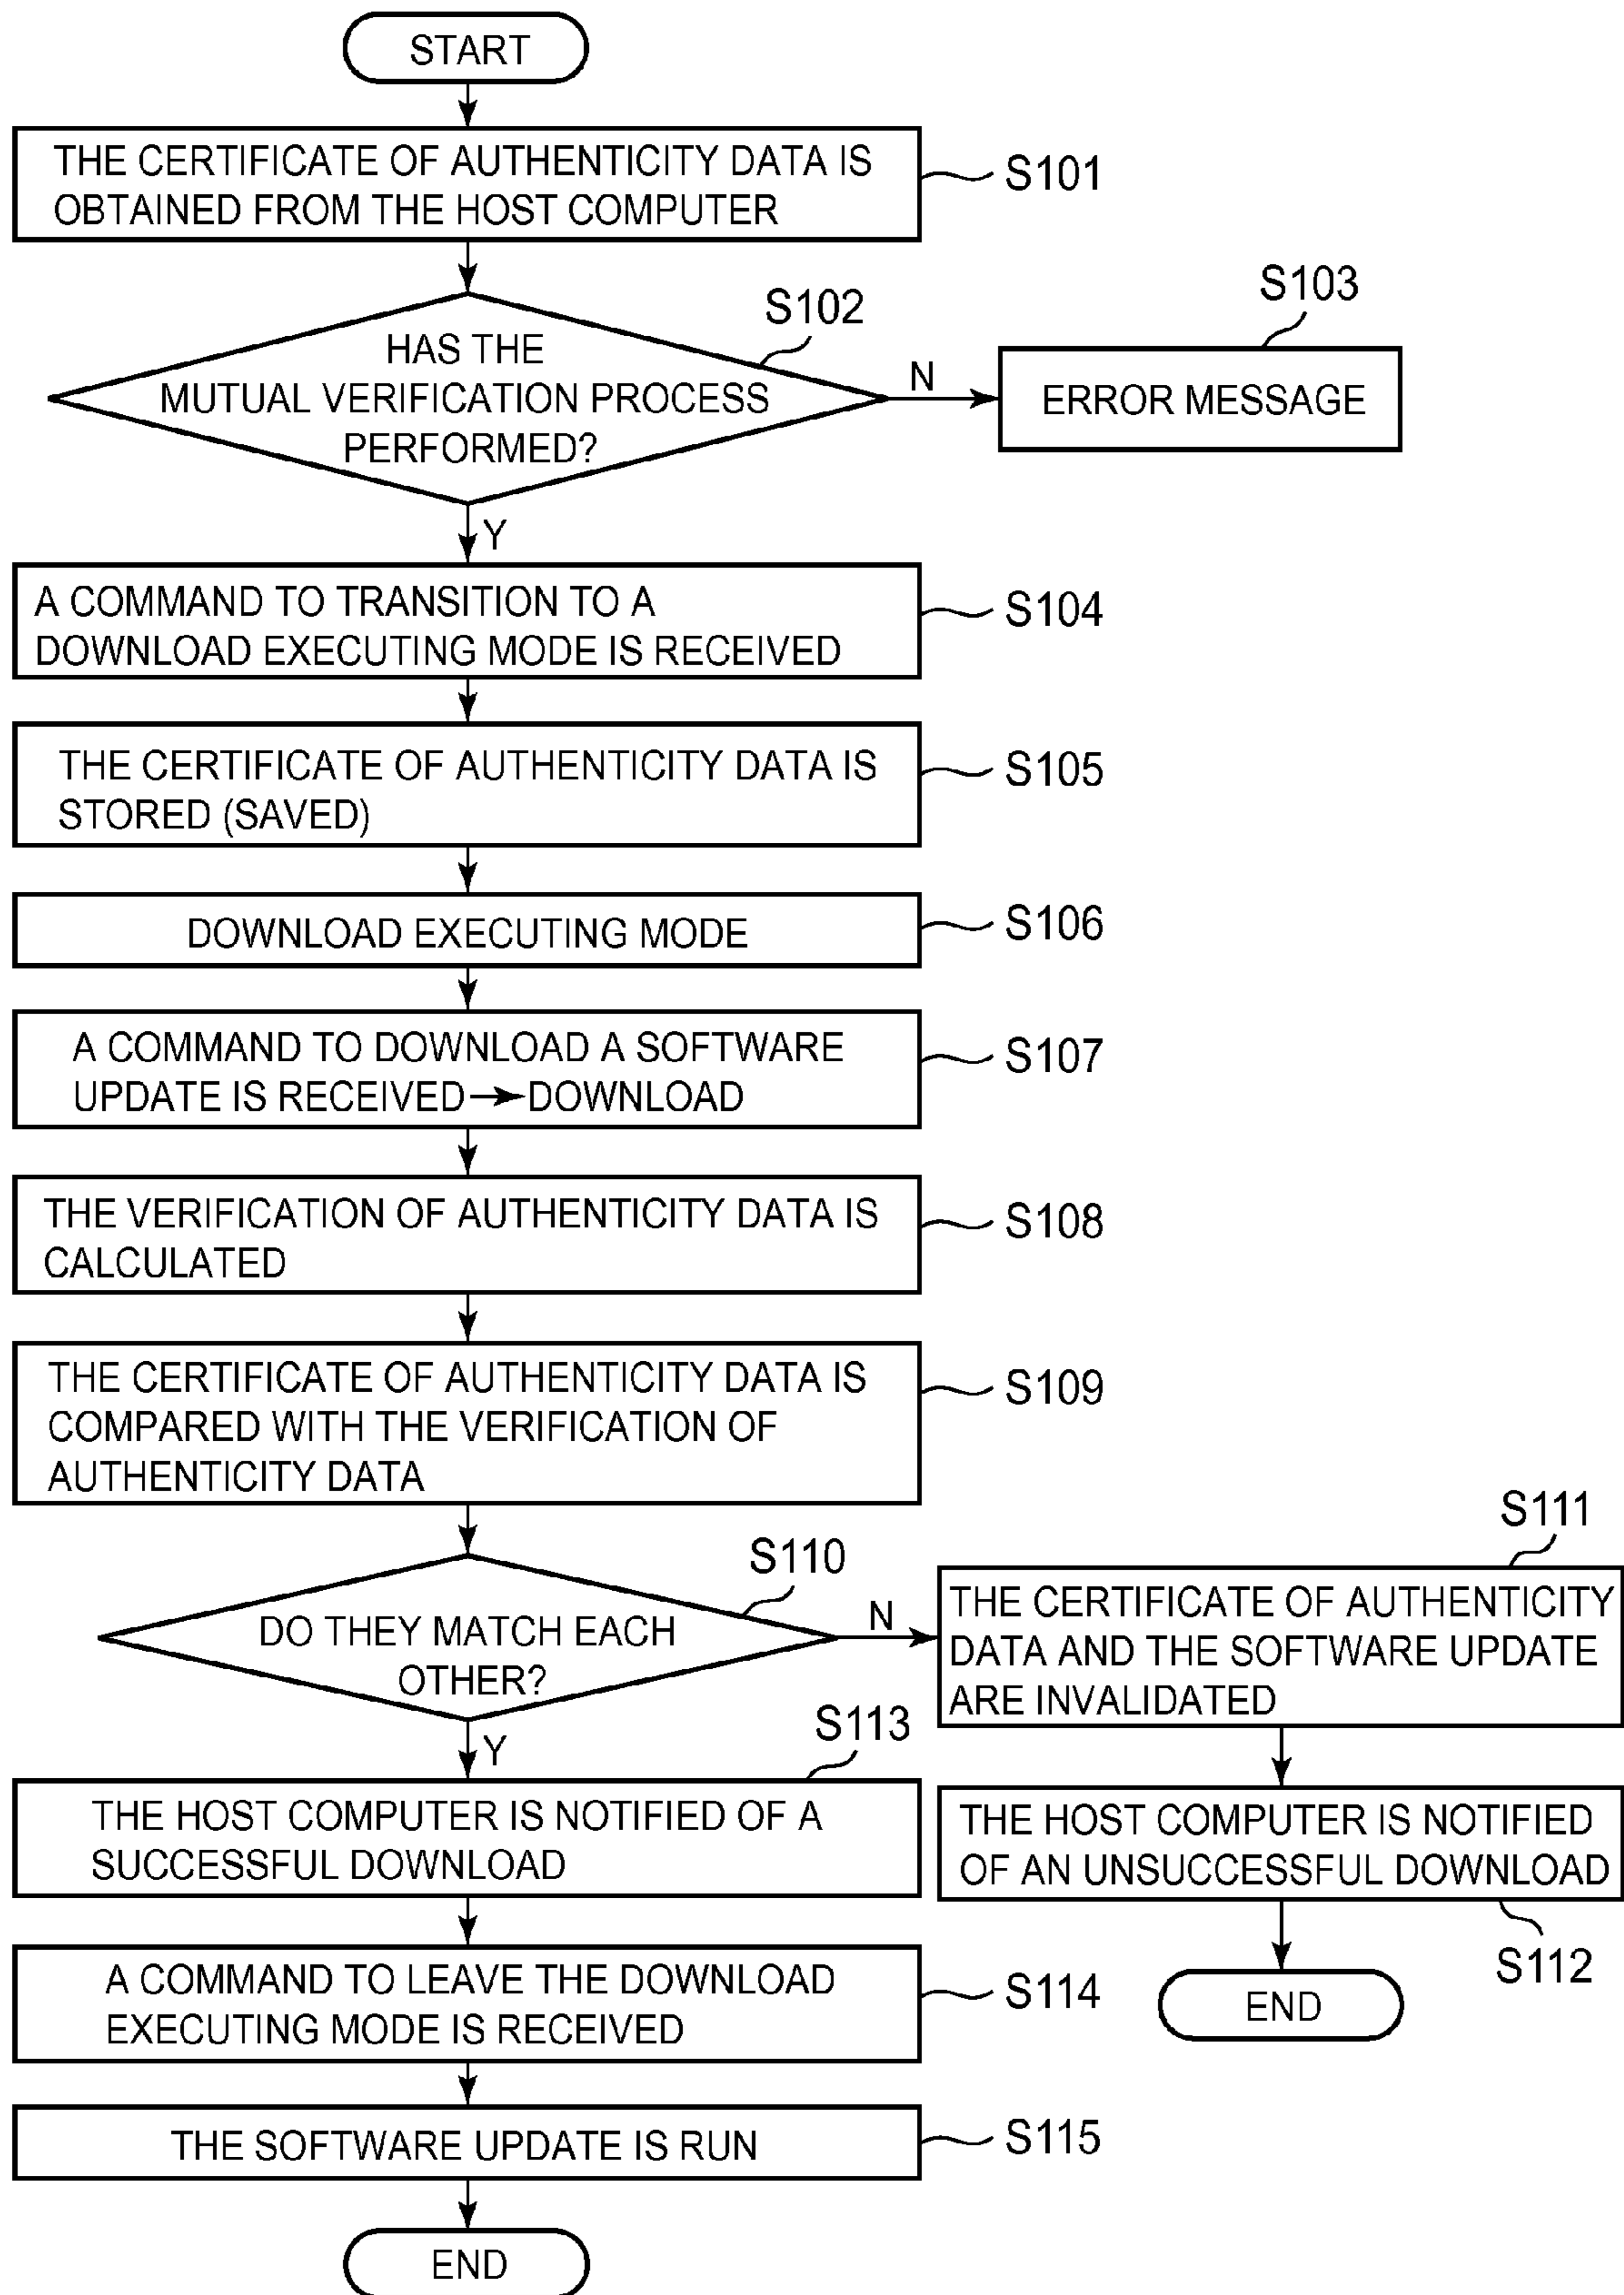 START
THE CERTIFICATE OF AUTHENTICITY DATA IS
OBTAINED FROM THE HOST COMPUTER
S101
HAS THE
MUTUAL VERIFICATION PROCESS
PERFORMED?
S102
N
S103
ERROR MESSAGE
Y
A COMMAND TO TRANSITION TO A
DOWNLOAD EXECUTING MODE IS RECEIVED
S104
THE CERTIFICATE OF AUTHENTICITY DATA IS
STORED (SAVED)
S105
DOWNLOAD EXECUTING MODE
S106
A COMMAND TO DOWNLOAD A SOFTWARE
UPDATE IS RECEIVED → DOWNLOAD
S107
THE VERIFICATION OF AUTHENTICITY DATA IS
CALCULATED
S108
THE CERTIFICATE OF AUTHENTICITY DATA IS
COMPARED WITH THE VERIFICATION OF
AUTHENTICITY DATA
S109
DO THEY MATCH EACH
OTHER?
S110
N
S111
THE CERTIFICATE OF AUTHENTICITY
DATA AND THE SOFTWARE UPDATE
ARE INVALIDATED
THE HOST COMPUTER IS NOTIFIED
OF AN UNSUCCESSFUL DOWNLOAD
S112
END
Y
S113
THE HOST COMPUTER IS NOTIFIED OF A
SUCCESSFUL DOWNLOAD
A COMMAND TO LEAVE THE DOWNLOAD
EXECUTING MODE IS RECEIVED
S114
THE SOFTWARE UPDATE IS RUN
S115
END